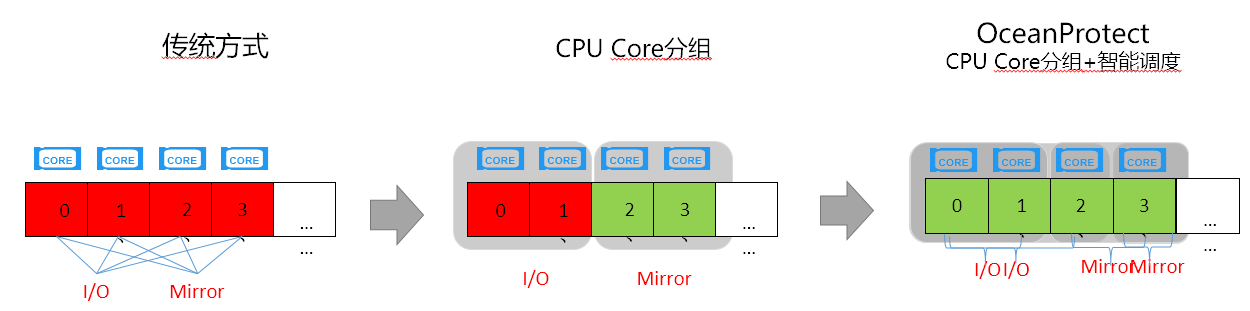 传统方式
CPU Core分组
OceanProtect
CPU Core分组+智能调度
CORE CORE CORE CORE
CORE CORE CORE CORE
CORE CORE CORE CORE
0 1 2 3 ...
、 、 、 ...
I/O Mirror
0 1 2 3 ...
、 、 、 ...
I/O Mirror
0 1 2 3 ...
、 、 、 ...
I/O I/O Mirror Mirror